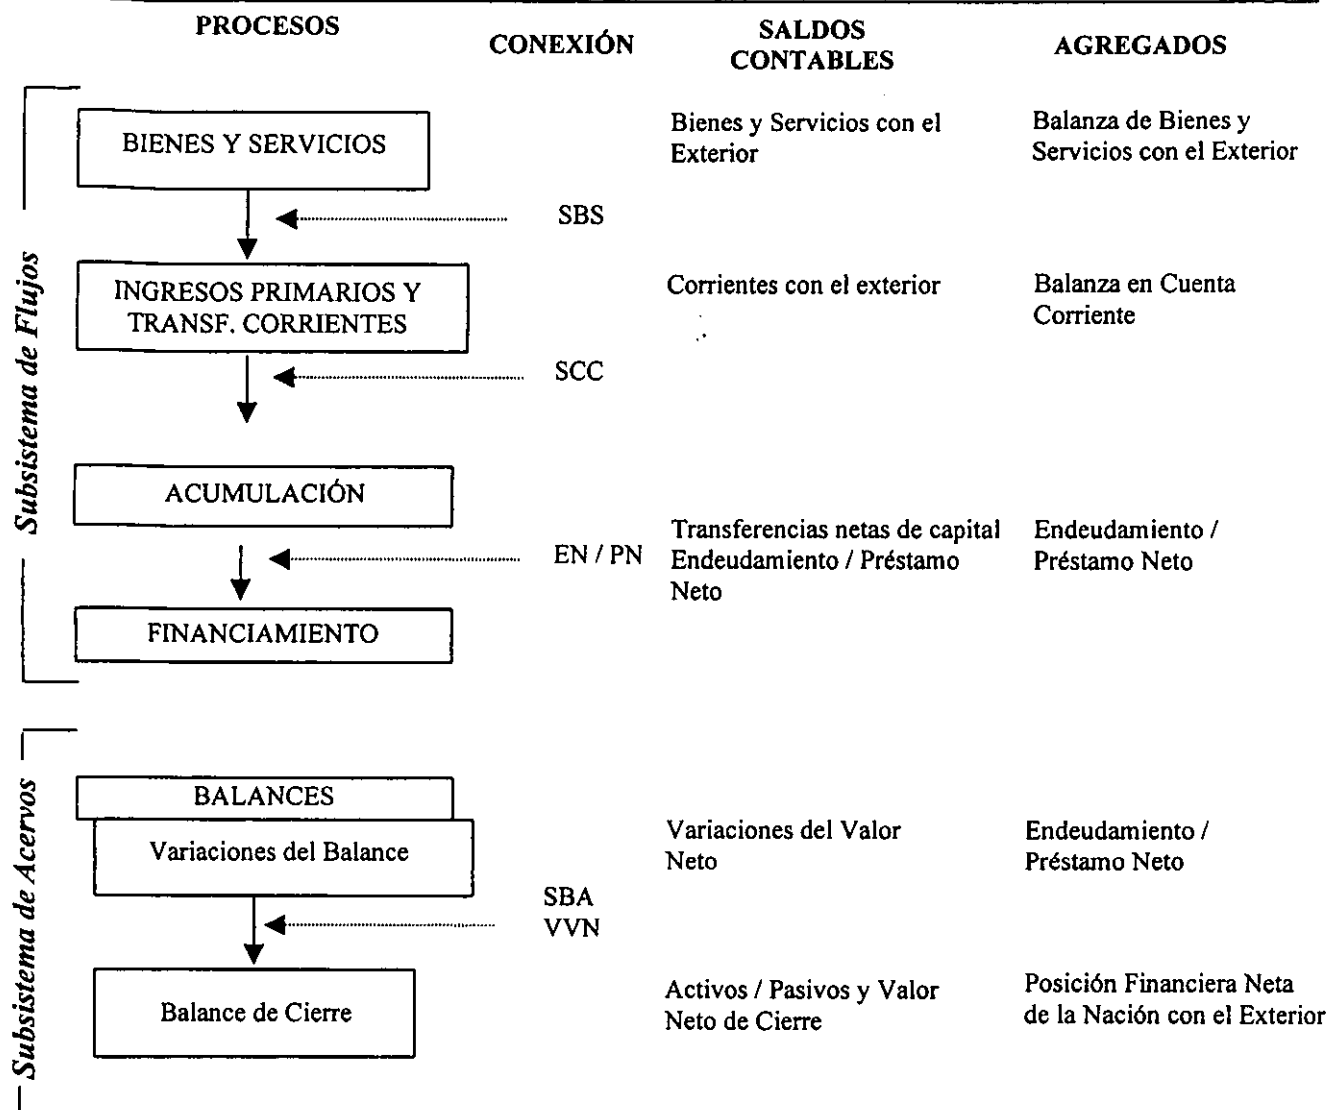 PROCESOS
CONEXIÓN
SALDOS
CONTABLES
AGREGADOS
Subsistema de Flujos
BIENES Y SERVICIOS
Bienes y Servicios con el
Exterior
Balanza de Bienes y
Servicios con el Exterior
SBS
INGRESOS PRIMARIOS Y
TRANSF. CORRIENTES
Corrientes con el exterior
Balanza en Cuenta
Corriente
SCC
ACUMULACIÓN
EN / PN
Transferencias netas de capital
Endeudamiento / Préstamo
Neto
Endeudamiento /
Préstamo Neto
FINANCIAMIENTO
Subsistema de Acervos
BALANCES
Variaciones del Balance
Variaciones del Valor
Neto
Endeudamiento /
Préstamo Neto
SBA
VVN
Balance de Cierre
Activos / Pasivos y Valor
Neto de Cierre
Posición Financiera Neta
de la Nación con el Exterior